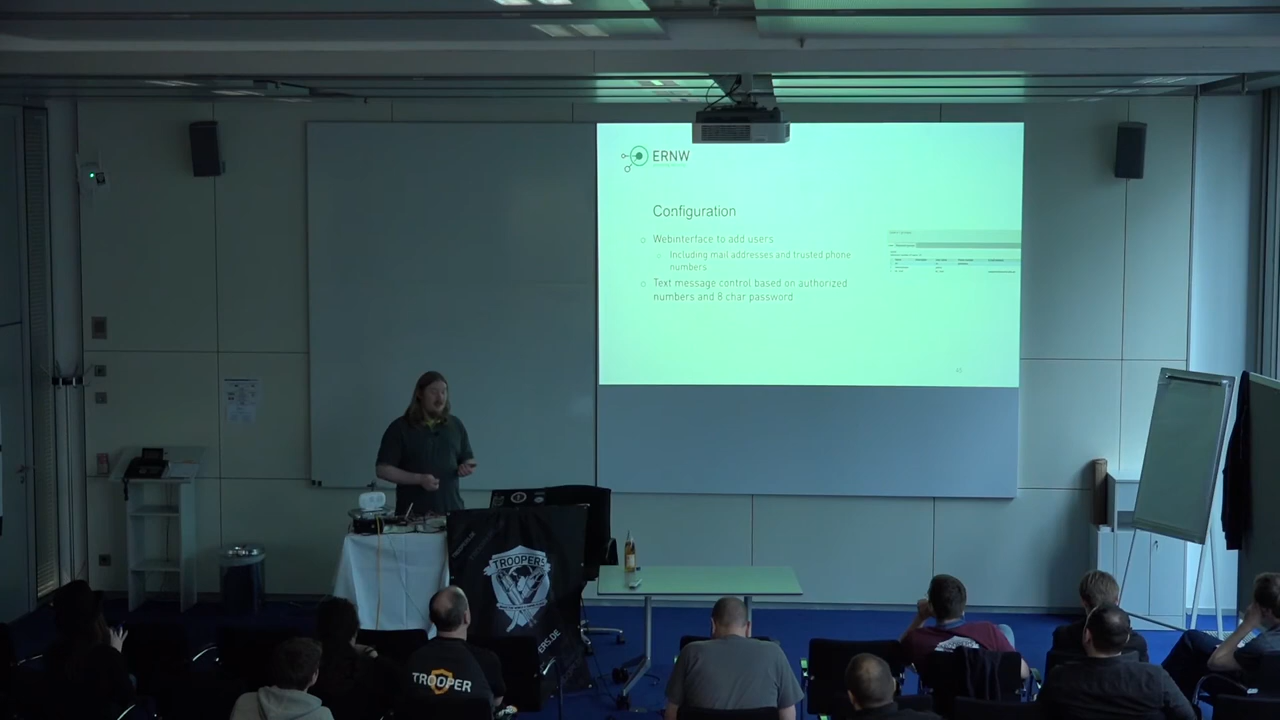 ERNW
Configuration
Webinterface to add users
Including mail addresses and trusted phone
numbers
Text message control based on authorized
numbers and 8 char password
TROOPERS
TROOPER